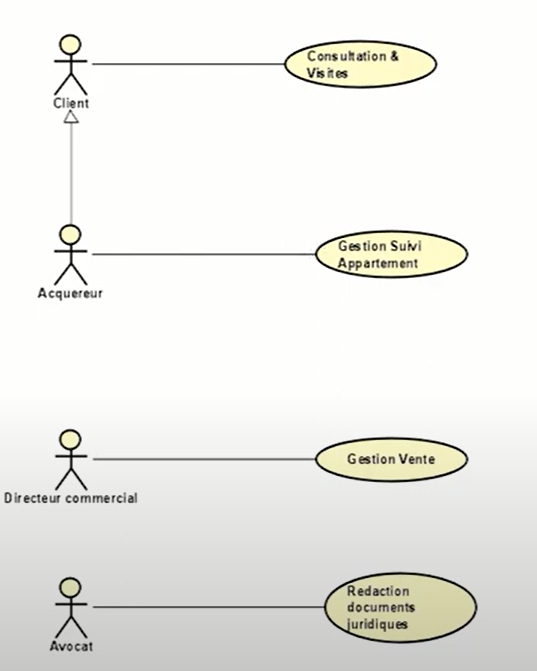 Consultation &
Visites
Client
Gestion Suivi
Appartement
Acquereur
Gestion Vente
Directeur commercial
Redaction
documents
juridiques
Avocat